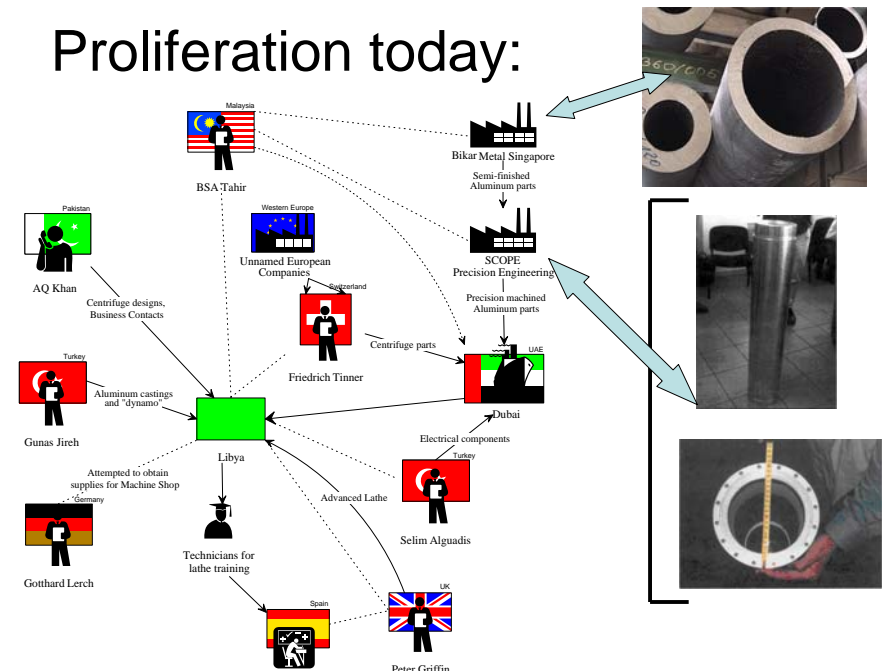 Proliferation today:
Malaysia
BSA Tahir
Bikar Metal Singapore
Semi-finished
Aluminum parts
Pakistan
AQ Khan
Western Europe
Unnamed European
Companies
SCOPE
Precision Engineering
Centrifuge designs,
Business Contacts
Switzerland
Friedrich Tinner
Centrifuge parts
Precision machined
Aluminum parts
UAE
Dubai
Turkey
Gunas Jireh
Aluminum castings
and "dynamo"
Libya
Electrical components
Turkey
Selim Alguadis
Attempted to obtain
supplies for Machine Shop
Germany
Gotthard Lerch
Advanced Lathe
Technicians for
lathe training
Spain
UK
Peter Griffin